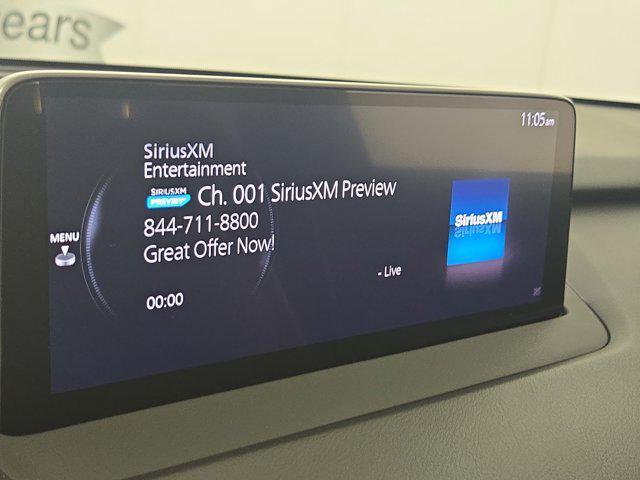 ears
11:05am
SiriusXM
Entertainment
SIRIUSXM
PREVIEW
Ch. 001 SiriusXM Preview
844-711-8800
Great Offer Now!
MENU
SiriusXM
- Live
00:00